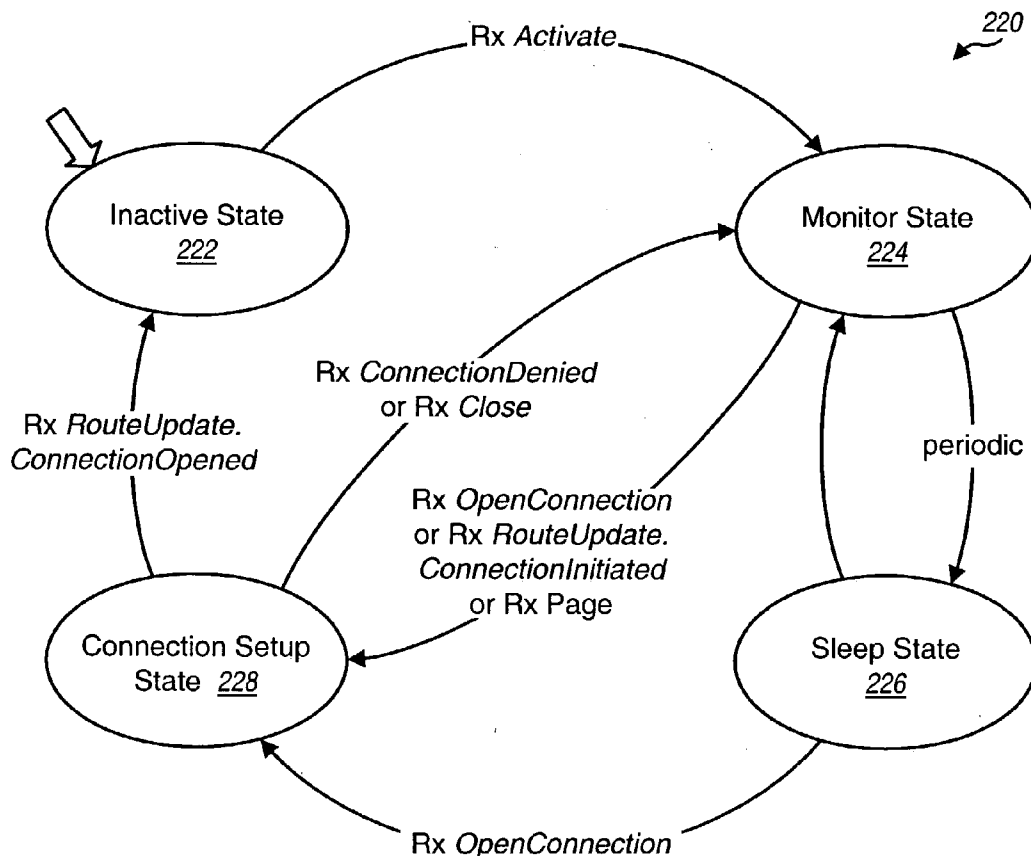 220
Rx Activate
Inactive State
222
Monitor State
224
Rx ConnectionDenied
or Rx Close
Rx RouteUpdate.
ConnectionOpened
periodic
Rx OpenConnection
or Rx RouteUpdate.
ConnectionInitiated
or Rx Page
Connection Setup
State 228
Sleep State
226
Rx OpenConnection